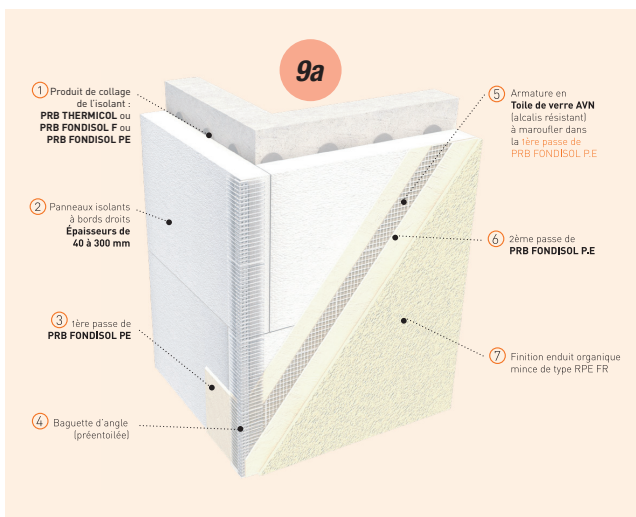 9a
1 Produit de collage
de l'isolant :
PRB THERMICOL ou
PRB FONDISOL F ou
PRB FONDISOL PE
2 Panneaux isolants
à bords droits
Épaisseurs de
40 à 300 mm
3 1ère passe de
PRB FONDISOL PE
4 Baguette d'angle
(préentoilée)
5 Armature en
Toile de verre AVN
(alcalis résistant)
à maroufler dans
la 1ère passe de
PRB FONDISOL P.E
6 2ème passe de
PRB FONDISOL P.E
7 Finition enduit organique
mince de type RPE FR